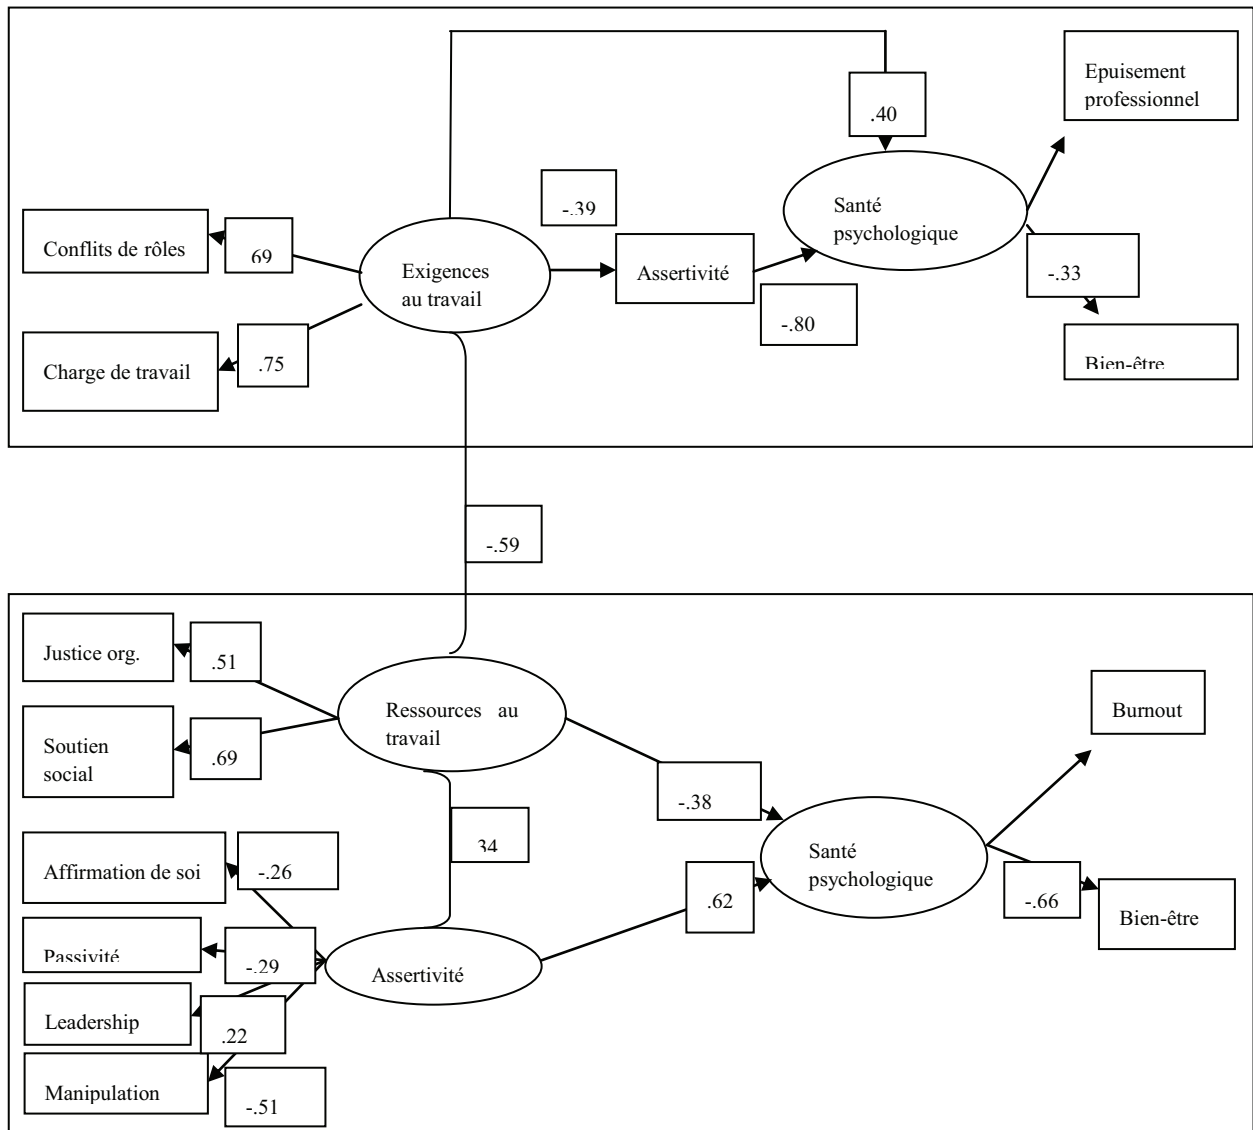 Epuisement
professionnel
.40
-.39
Santé
psychologique
Conflits de rôles
69
Exigences
au travail
Assertivité
-.33
-.80
Charge de travail
.75
Bien-être
-.59
Justice org.
.51
Ressources au
travail
Burnout
Soutien
social
.69
-.38
34
Affirmation de soi
-.26
Santé
psychologique
.62
-.66
Bien-être
Passivité
-.29
Assertivité
Leadership
.22
Manipulation
-.51